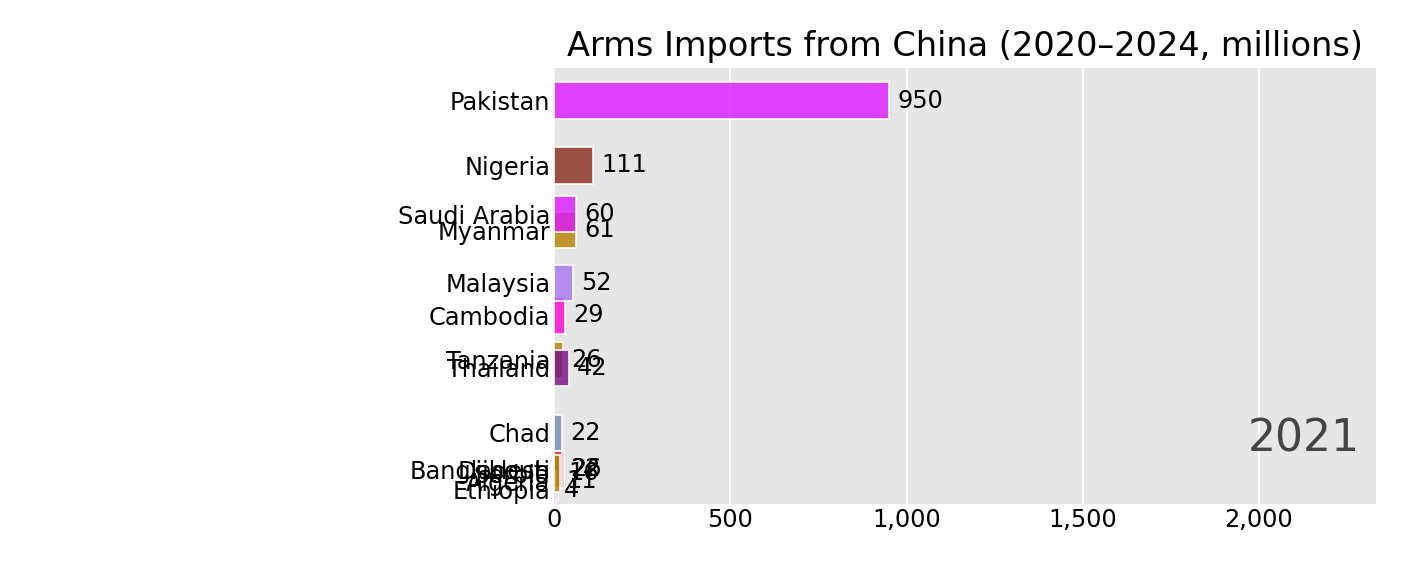 Arms Imports from China (2020–2024, millions)
Pakistan 950
Nigeria 111
Saudi Arabia 60
Myanmar 61
Malaysia 52
Cambodia 29
Tanzania 26
Thailand 42
Chad 22
2021
Algeria 11
Ethiopia 4
0 500 1,000 1,500 2,000